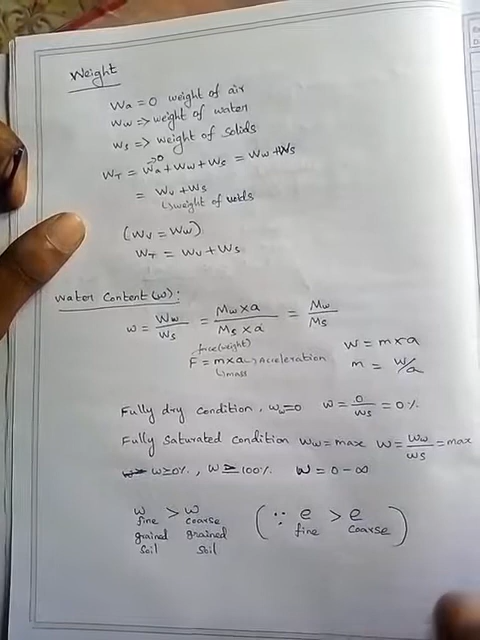 Weight
Wa = 0 weight of air
Ww => weight of water
Ws => weight of solids
WT = Wa→0 + Ww + Ws = Ww + Ws
= Wv + Ws
↳ weight of voids
(Wv = Ww)
WT = Wv + Ws
Water Content (w):
w = Ww/Ws = Mw x a/Ms x a = Mw/Ms
force (weight)
F = m x a ↳ Acceleration
↳ mass
W = m x a
m = W/a
Fully dry condition, Ww = 0 w = 0/Ws = 0%
Fully Saturated condition Ww = max w = Ww/Ws = max
w ≥ 0%, w ≥ 100% w = 0 - ∞
w fine grained soil > w coarse grained soil (∵ e fine > e coarse)